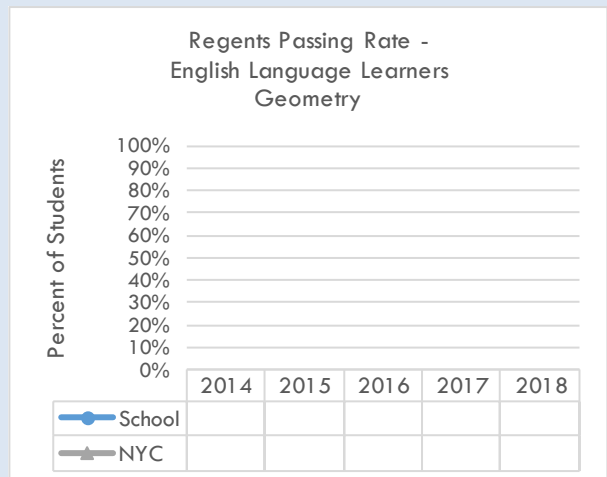 Regents Passing Rate -
English Language Learners
Geometry
Percent of Students
100%
90%
80%
70%
60%
50%
40%
30%
20%
10%
0%
2014 2015 2016 2017 2018
School
NYC